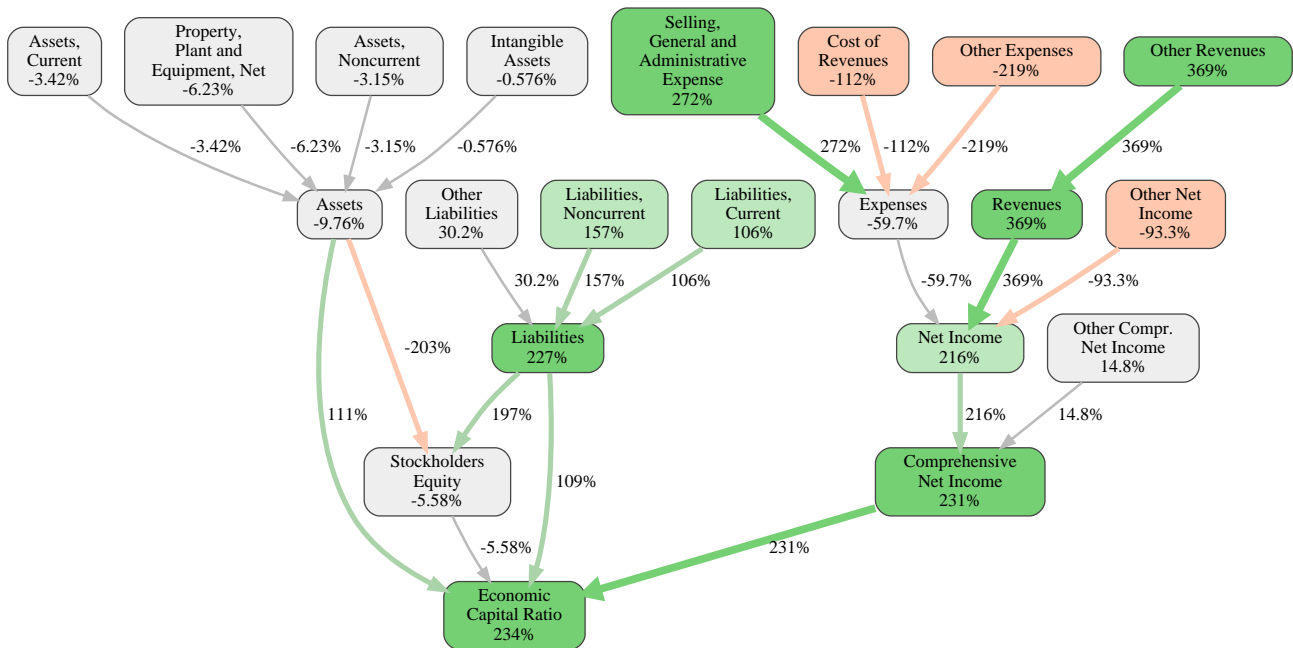 Assets,
Current
-3.42%
Property,
Plant and
Equipment, Net
-6.23%
Assets,
Noncurrent
-3.15%
Intangible
Assets
-0.576%
Selling,
General and
Administrative
Expense
272%
Cost of
Revenues
-112%
Other Expenses
-219%
Other Revenues
369%
-3.42%
-6.23%
-3.15%
-0.576%
272%
-112%
-219%
369%
Assets
-9.76%
Other
Liabilities
30.2%
Liabilities,
Noncurrent
157%
Liabilities,
Current
106%
Expenses
-59.7%
Revenues
369%
Other Net
Income
-93.3%
30.2%
157%
106%
-59.7%
369%
-93.3%
Liabilities
227%
Net Income
216%
Other Compr.
Net Income
14.8%
-203%
111%
197%
109%
216%
14.8%
Stockholders
Equity
-5.58%
Comprehensive
Net Income
231%
-5.58%
231%
Economic
Capital Ratio
234%